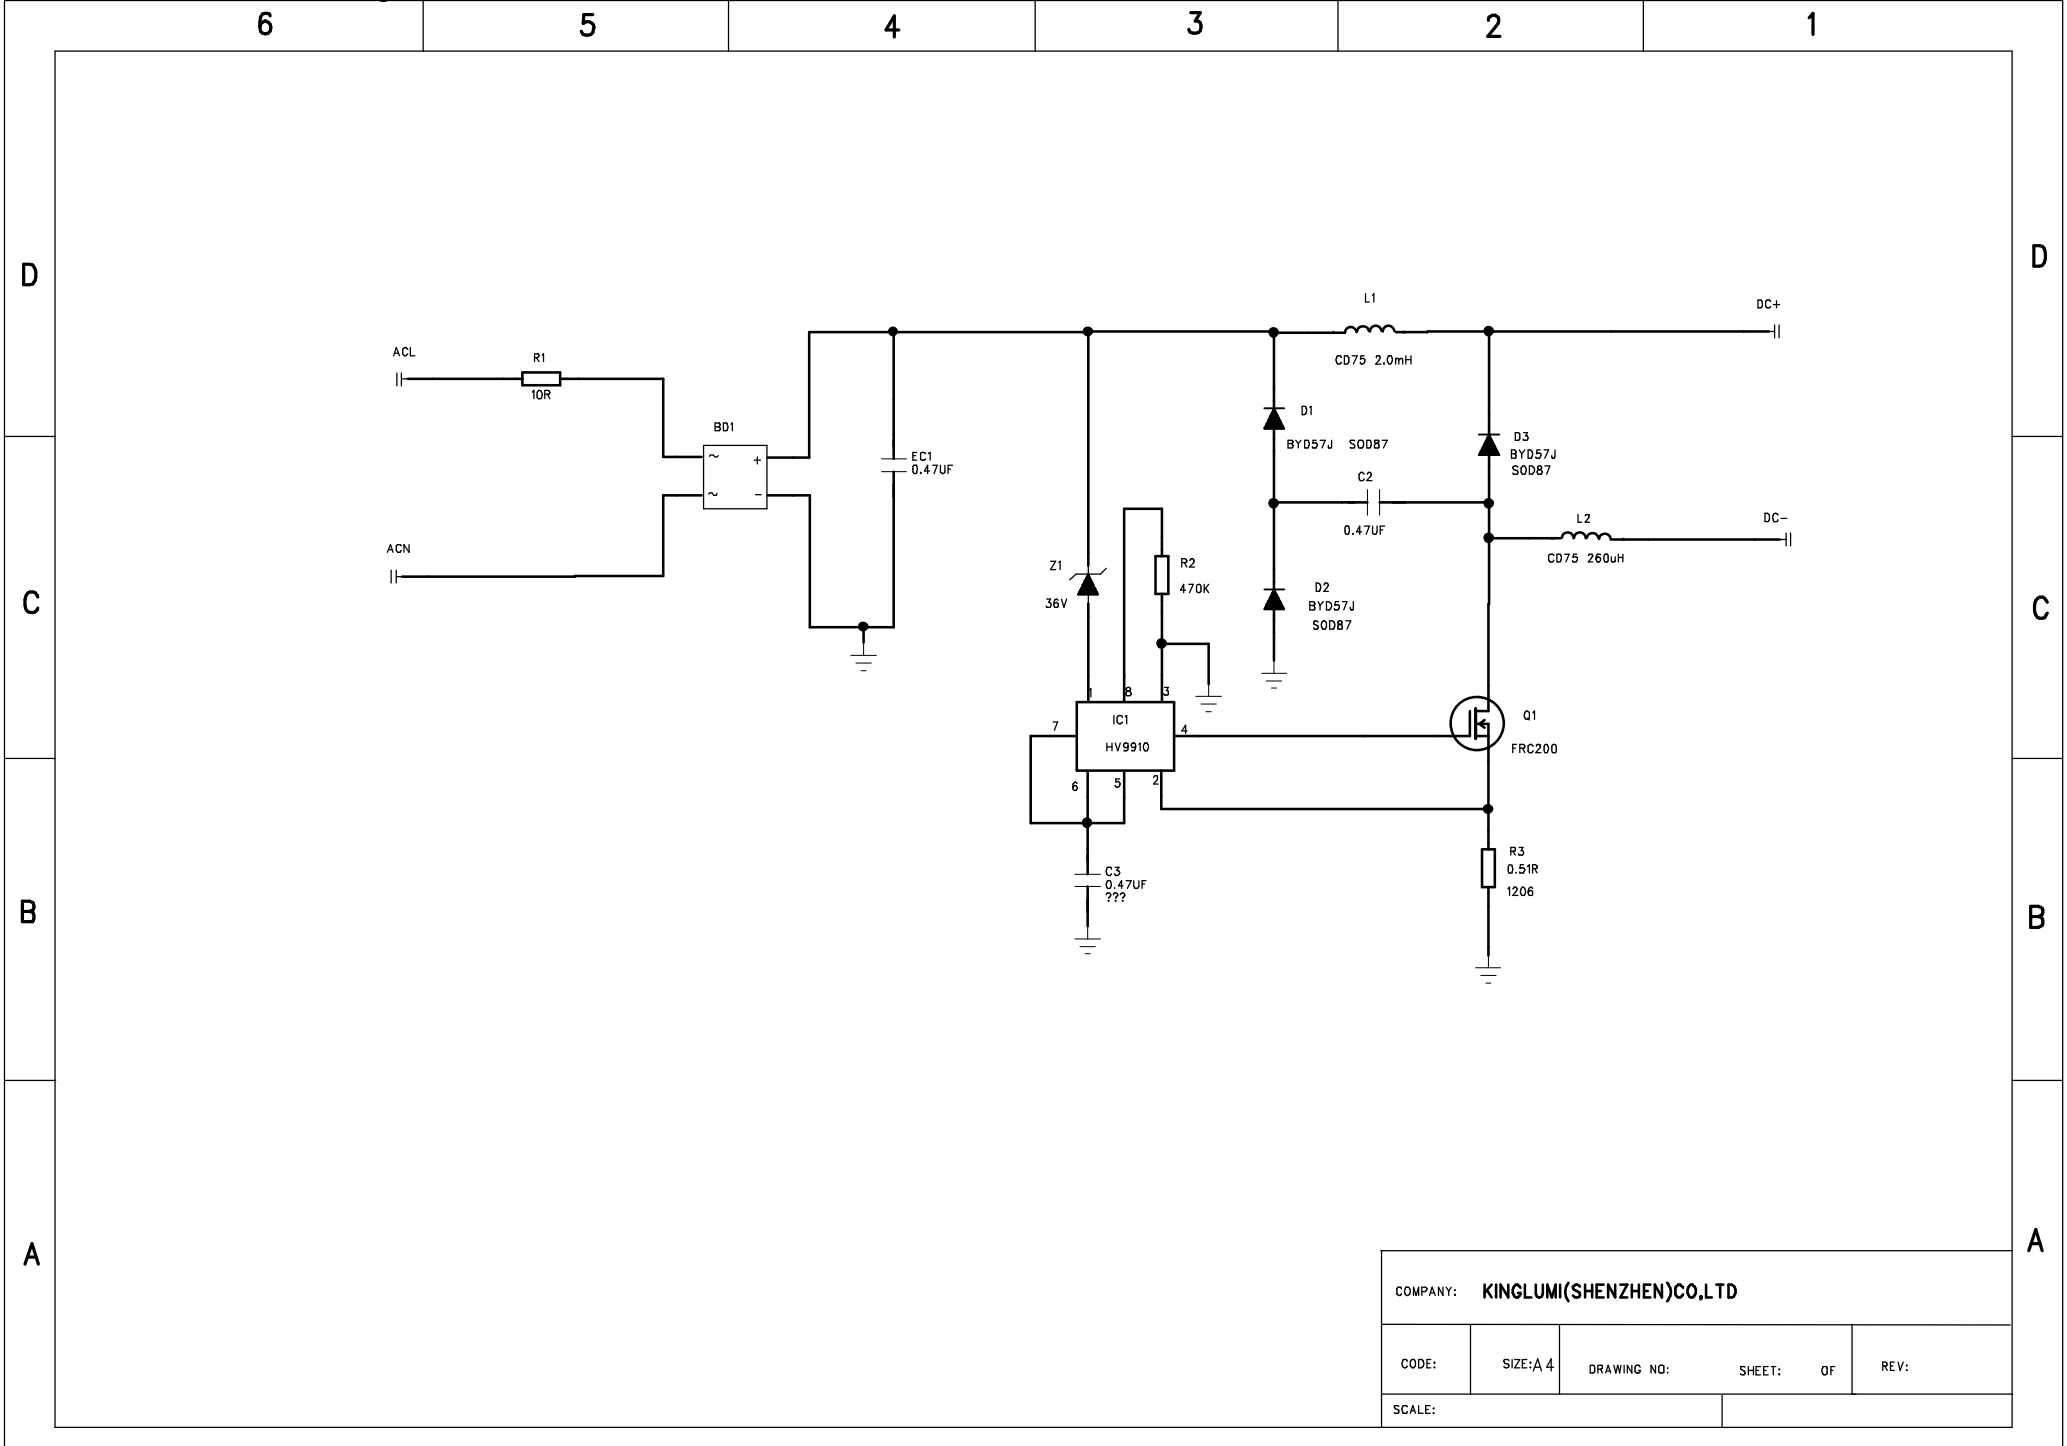 6 5 4 3 2 1
D D
L1
DC+
ACL
R1
CD75 2.0mH
10R
D1
BD1
D3
BYD57J SOD87
BYD57J
~ +
EC1
0.47UF
SOD87
C2
~ −
L2
DC-
0.47UF
ACN
CD75 260uH
Z1
R2
470K
D2
36V
BYD57J
C C
SOD87
1 8 3
IC1
Q1
7
4
HV9910
FRC200
6 5 2
R3
C3
0.51R
0.47UF
1206
???
B B
A A
COMPANY: KINGLUMI(SHENZHEN)CO,LTD
CODE: SIZE:A4 DRAWING NO: SHEET: OF REV:
SCALE: